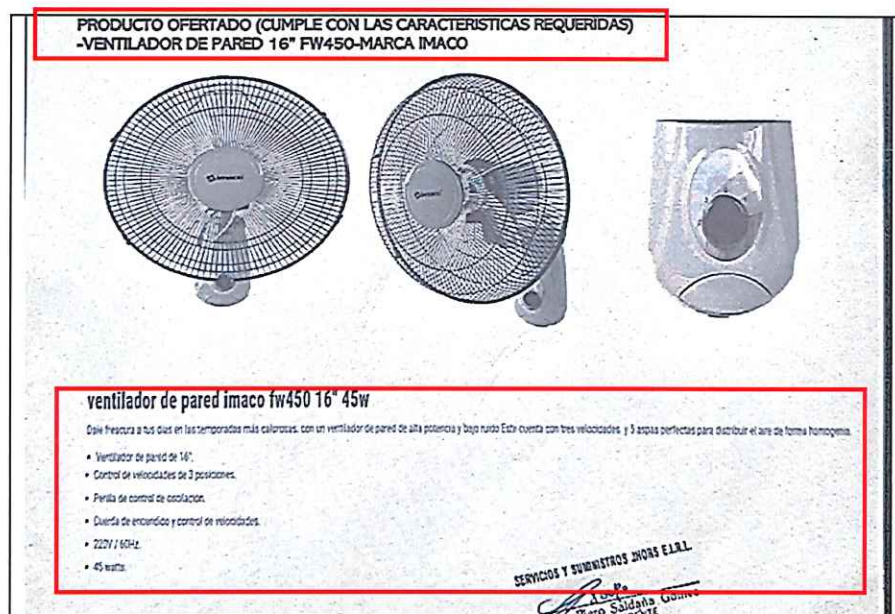 PRODUCTO OFERTADO (CUMPLE CON LAS CARACTERISTICAS REQUERIDAS)
-VENTILADOR DE PARED 16" FW450-MARCA IMACO
ventilador de pared imaco fw450 16" 45w
Dale frescura a tus días en las temporadas más calurosas, con un ventilador de pared de alta potencia y bajo ruido Este cuenta con tres velocidades, y 5 aspas perfectas para distribuir el aire de forma homogenia.
• Ventilador de pared de 16".
• Control de velocidades de 3 posiciones.
• Perilla de control de oscilación.
• Cuerda de encendido y control de velocidades.
• 220V / 60Hz.
• 45 watts.
SERVICIOS Y SUMINISTROS JHORS E.I.R.L.
Saldaña